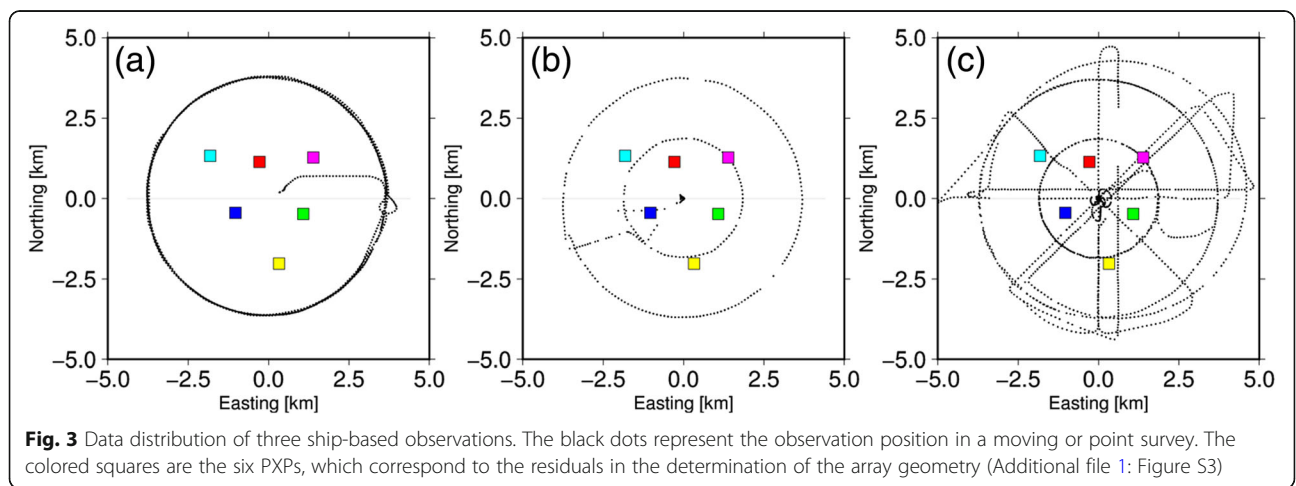 (a)
5.0
2.5
0.0
−2.5
−5.0
Northing [km]
−5.0 −2.5 0.0 2.5 5.0
Easting [km]
(b)
5.0
2.5
0.0
−2.5
−5.0
Northing [km]
−5.0 −2.5 0.0 2.5 5.0
Easting [km]
(c)
5.0
2.5
0.0
−2.5
−5.0
Northing [km]
−5.0 −2.5 0.0 2.5 5.0
Easting [km]
Fig. 3 Data distribution of three ship-based observations. The black dots represent the observation position in a moving or point survey. The
colored squares are the six PXPs, which correspond to the residuals in the determination of the array geometry (Additional file 1: Figure S3)